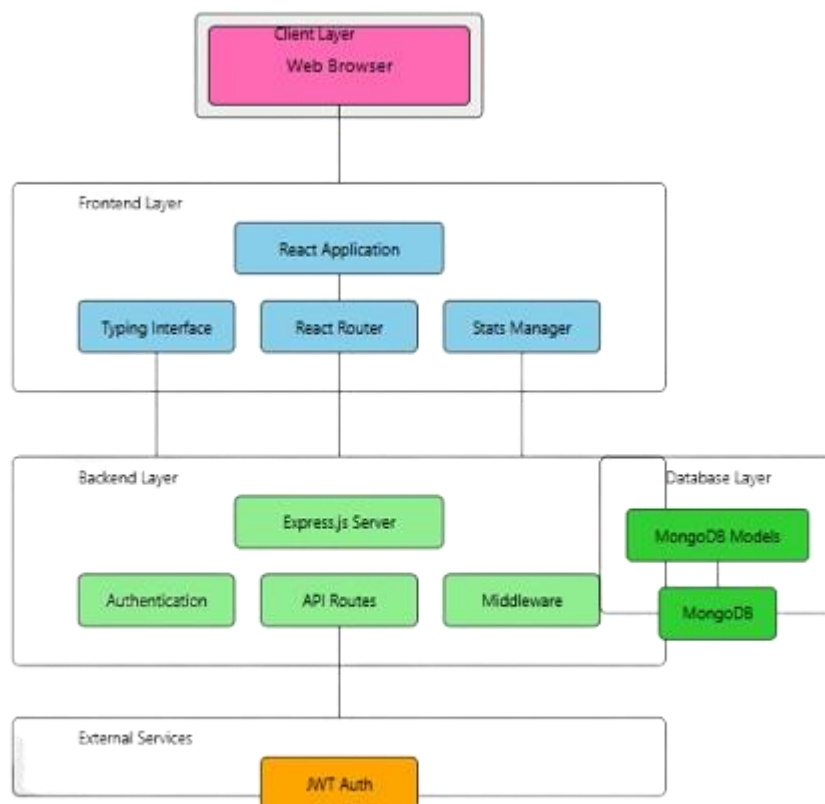 Client Layer
Web Browser
Frontend Layer
React Application
Typing Interface
React Router
Stats Manager
Backend Layer
Database Layer
Express.js Server
MongoDB Models
Authentication
API Routes
Middleware
MongoDB
External Services
JWT Auth